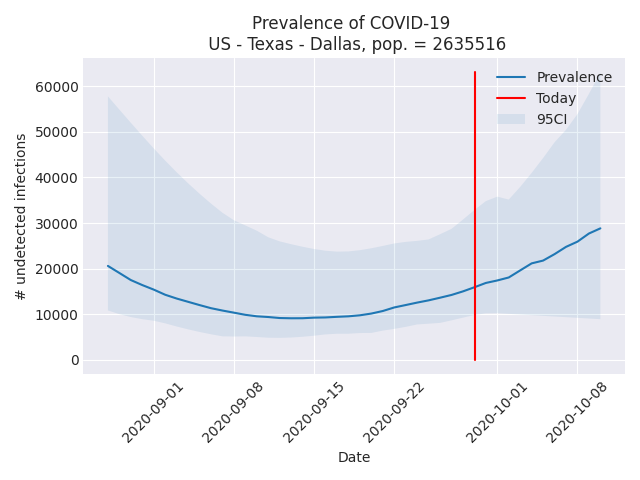 Prevalence of COVID-19
US - Texas - Dallas, pop. = 2635516
Prevalence
Today
95CI
# undetected infections
60000
50000
40000
30000
20000
10000
0
2020-09-01
2020-09-08
2020-09-15
2020-09-22
2020-10-01
2020-10-08
Date